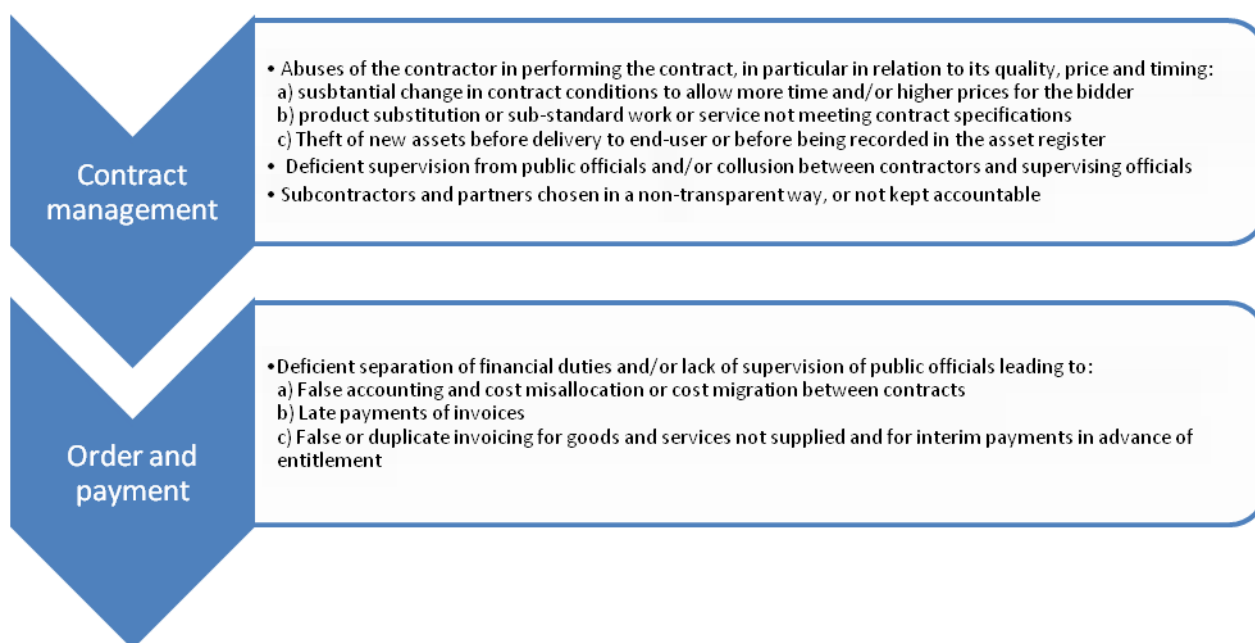 Contract
management
• Abuses of the contractor in performing the contract, in particular in relation to its quality, price and timing:
a) susbtantial change in contract conditions to allow more time and/or higher prices for the bidder
b) product substitution or sub-standard work or service not meeting contract specifications
c) Theft of new assets before delivery to end-user or before being recorded in the asset register
• Deficient supervision from public officials and/or collusion between contractors and supervising officials
• Subcontractors and partners chosen in a non-transparent way, or not kept accountable
Order and
payment
•Deficient separation of financial duties and/or lack of supervision of public officials leading to:
a) False accounting and cost misallocation or cost migration between contracts
b) Late payments of invoices
c) False or duplicate invoicing for goods and services not supplied and for interim payments in advance of
entitlement